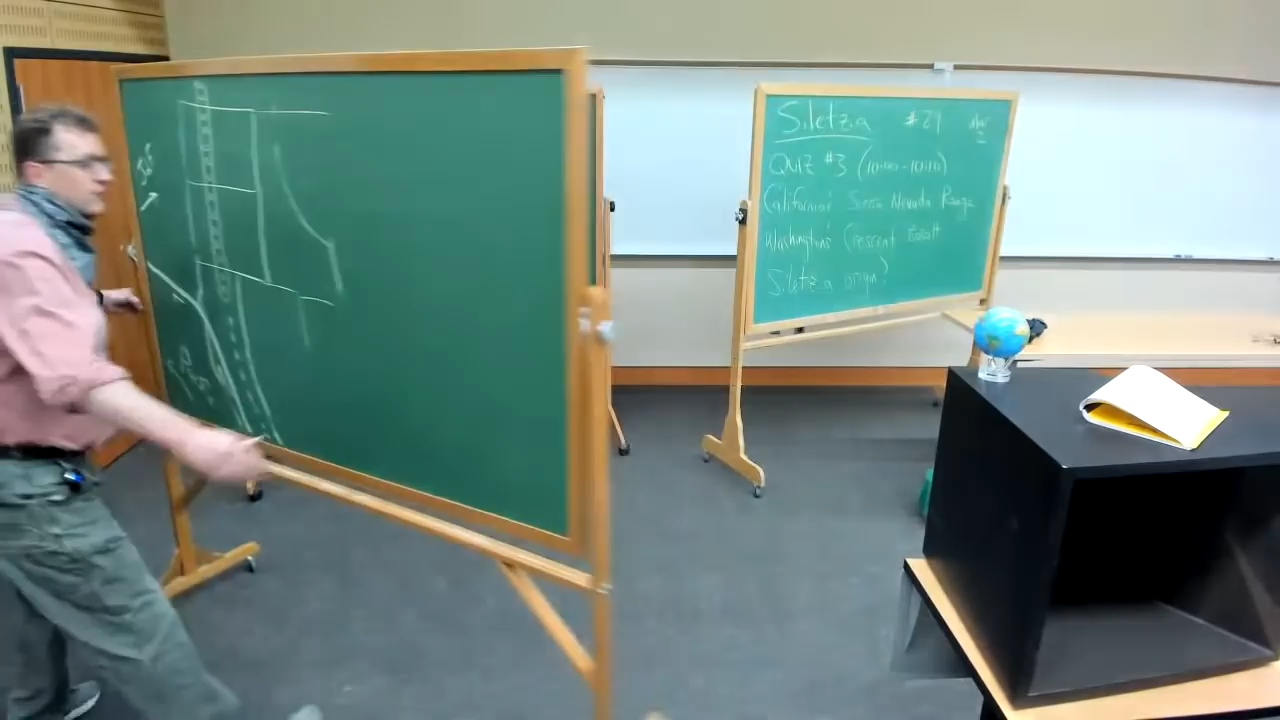 Siletzia #29
QUIZ #3 (10:00-10:10)
California's Sierra Nevada Range
Washington's Crescent Basalt
Siletzia origin?